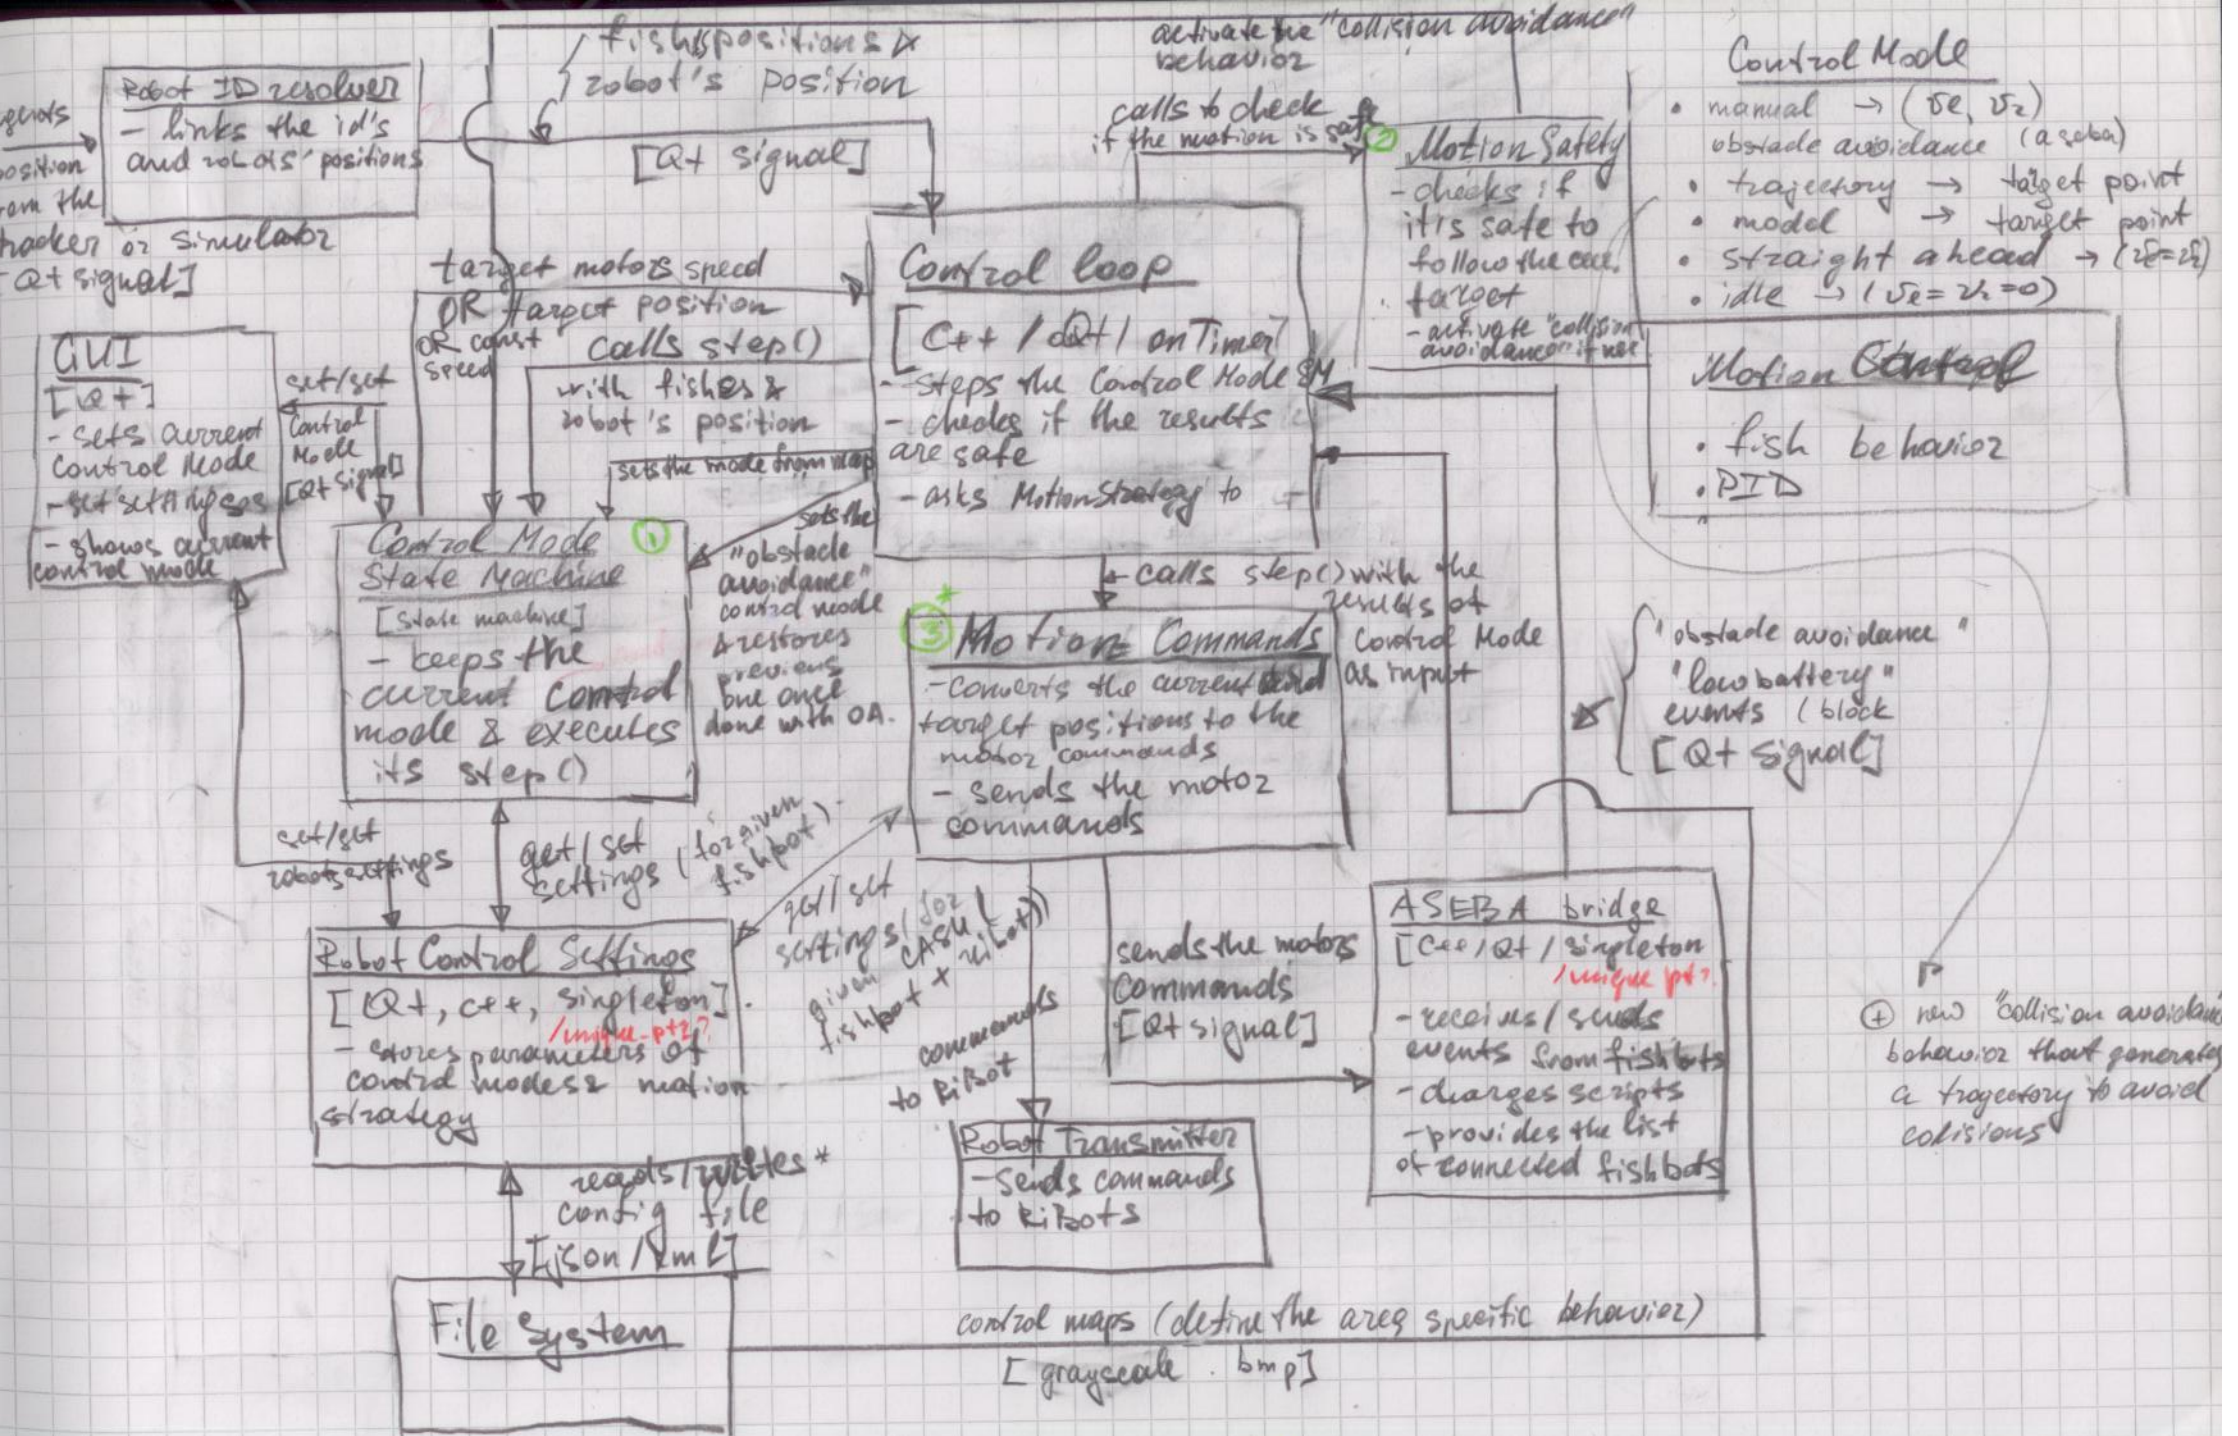 fishes positions &
robot's position
[Qt signal]
activate the "collision avoidance"
behavior
calls to check
if the motion is safe
Robot ID resolver
- links the id's
and robots' positions
position
from the
tracker or simulator
Qt signal]
2
Motion Safety
- checks if
it's safe to
follow the
target
- activate "collision
avoidance" if
Control Mode
• manual → (
obstacle avoidance (aseba)
• trajectory → target point
• model → target point
• straight ahead →
• idle →
Motion Control
• fish behavior
• PID
target motors speed
OR target position
OR const
speed
calls step()
with fishes &
robot's position
sets the mode from map
Control loop
[C++ / Qt / onTimer]
- steps the Control Mode SM
- checks if the results
are safe
- asks MotionStrategy to
GUI
[Qt]
- sets current
Control Mode
- set settings
- shows current
control mode
set/get
Control
Mode
[Qt signal]
1
Control Mode
State Machine
[State machine]
- keeps the
current control
mode & executes
its step()
sets the
"obstacle
avoidance"
control mode
& restores
previous
one once
done with OA.
calls step() with the
results of
Control Mode
as input
3*
Motion Commands
- converts the current and
target positions to the
motor commands
- sends the motor
commands
"obstacle avoidance"
"low battery"
events (block
[Qt signal]
set/get
robots settings
get/set
settings (for given
fishbot)
get/set
settings (for
given CASU (
fishbot + ribot))
Robot Control Settings
[Qt, c++, singleton]
/unique-ptr?
- stores parameters of
control modes & motion
strategy
commands
to RiBot
sends the motors
commands
[Qt signal]
ASEBA bridge
[C++/Qt / singleton
/unique ptr.
- receives/sends
events from fishbots
- charges scripts
- provides the list
of connected fishbots
+ new "collision avoidance
behavior that generates
a trajectory to avoid
colisions
Robot Transmitter
- sends commands
to RiBots
reads/writes *
config file
[json/xml]
File System
control maps (define the area specific behavior)
[grayscale .bmp]